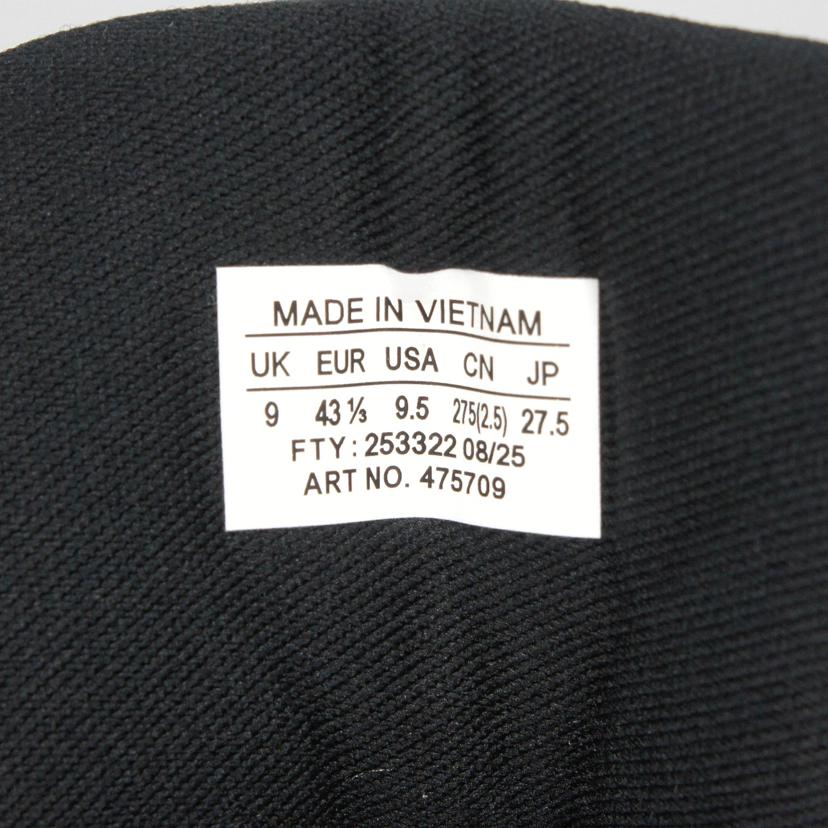 MADE IN VIETNAM
UK EUR USA CN JP
9 43 ⅓ 9.5 275(2.5) 27.5
FTY: 253322 08/25
ART NO. 475709